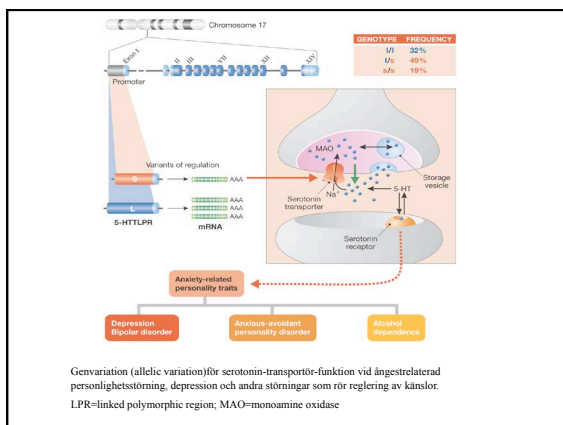 Chromosome 17
GENOTYPE FREQUENCY
l/l 32%
l/s 49%
s/s 19%
Exon I
II
III
VII
XII
XIV
Promoter
Variants of regulation
S
AAA
L
AAA
AAA
AAA
5-HTTLPR
mRNA
MAO
Storage
vesicle
Na+
5-HT
Serotonin
transporter
Serotonin
receptor
Anxiety-related
personality traits
Depression
Bipolar disorder
Anxious-avoidant
personality disorder
Alcohol
dependence
Genvariation (allelic variation)för serotonin-transportör-funktion vid ångestrelaterad
personlighetsstörning, depression och andra störningar som rör reglering av känslor.
LPR=linked polymorphic region; MAO=monoamine oxidase